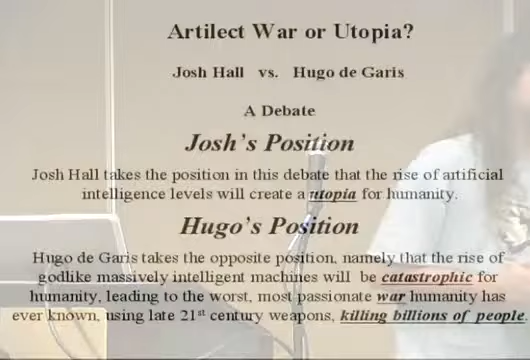 Artilect War or Utopia?
Josh Hall vs. Hugo de Garis
A Debate
Josh's Position
Josh Hall takes the position in this debate that the rise of artificial
intelligence levels will create a utopia for humanity.
Hugo's Position
Hugo de Garis takes the opposite position, namely that the rise of
godlike massively intelligent machines will be catastrophic for
humanity, leading to the worst, most passionate war humanity has
ever known, using late 21st century weapons, killing billions of people.